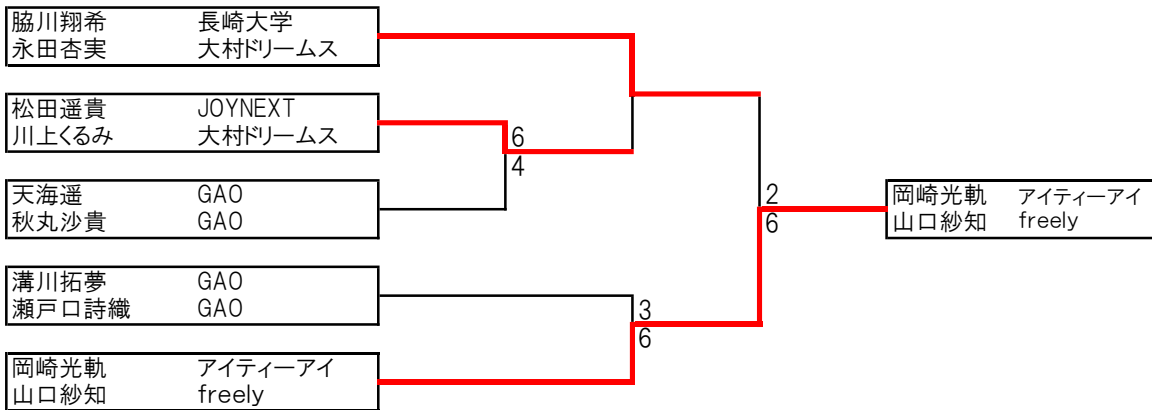 脇川翔希 長崎大学
永田杏実 大村ドリームス
松田遥貴 JOYNEXT
川上くるみ 大村ドリームス
6
4
天海遥 GAO
秋丸沙貴 GAO
2
6
岡崎光軌 アイティーアイ
山口紗知 freely
溝川拓夢 GAO
瀬戸口詩織 GAO
3
6
岡崎光軌 アイティーアイ
山口紗知 freely